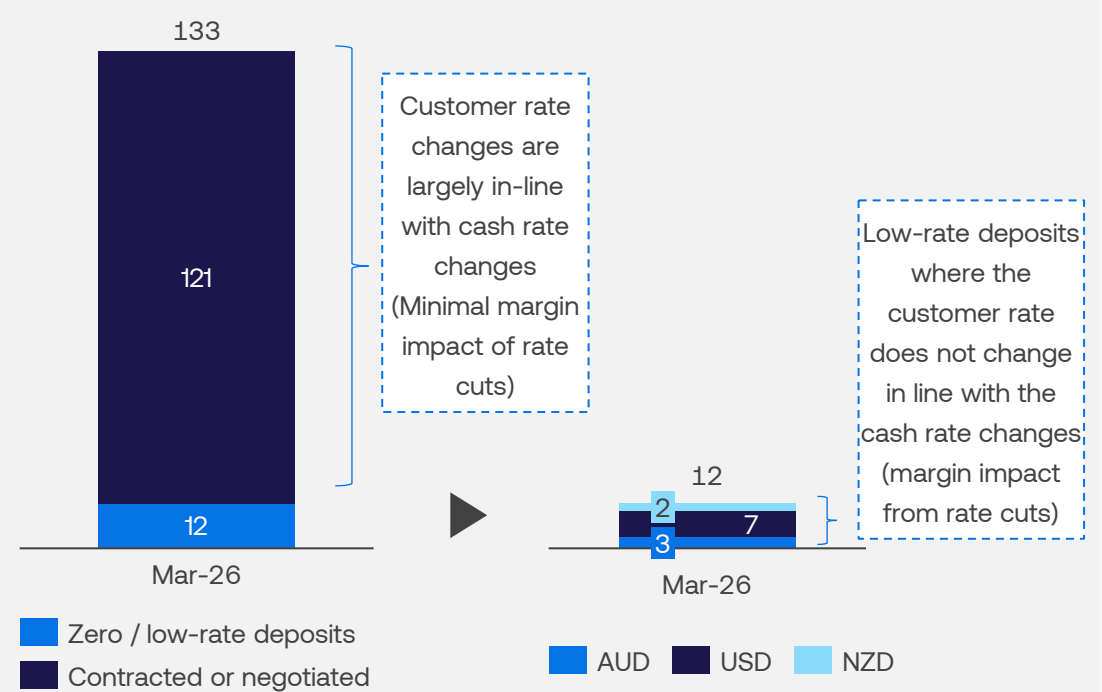 133
121
12
Mar-26
Zero / low-rate deposits
Contracted or negotiated
Customer rate
changes are
largely in-line
with cash rate
changes
(Minimal margin
impact of rate
cuts)
12
2
7
3
Mar-26
AUD USD NZD
Low-rate deposits
where the
customer rate
does not change
in line with the
cash rate changes
(margin impact
from rate cuts)